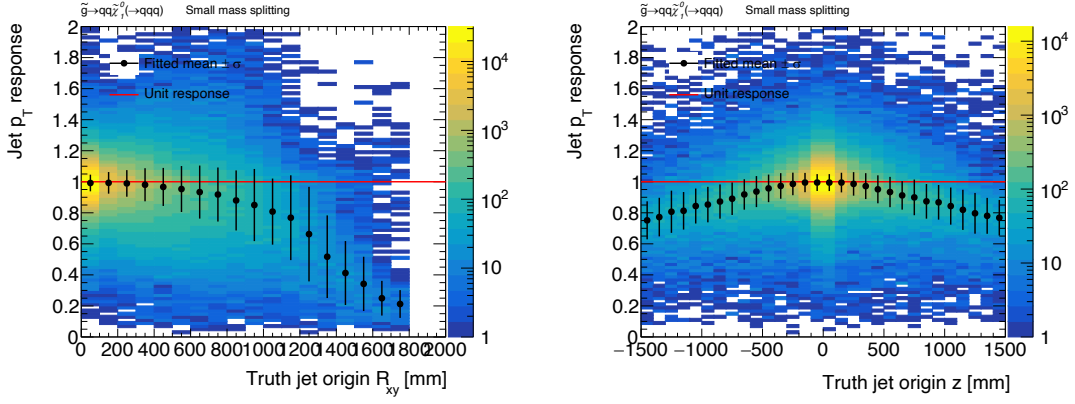 g̃→qqχ̃₁⁰(→qqq) Small mass splitting
Jet p_T response
2
1.8
1.6
1.4
1.2
1
0.8
0.6
0.4
0.2
0
Fitted mean ± σ
Unit response
10⁴
10³
10²
10
1
0 200 400 600 800 1000 1200 1400 1600 1800 2000
Truth jet origin R_xy [mm]
g̃→qqχ̃₁⁰(→qqq) Small mass splitting
Jet p_T response
2
1.8
1.6
1.4
1.2
1
0.8
0.6
0.4
0.2
0
Fitted mean ± σ
Unit response
10⁴
10³
10²
10
1
−1500 −1000 −500 0 500 1000 1500
Truth jet origin z [mm]